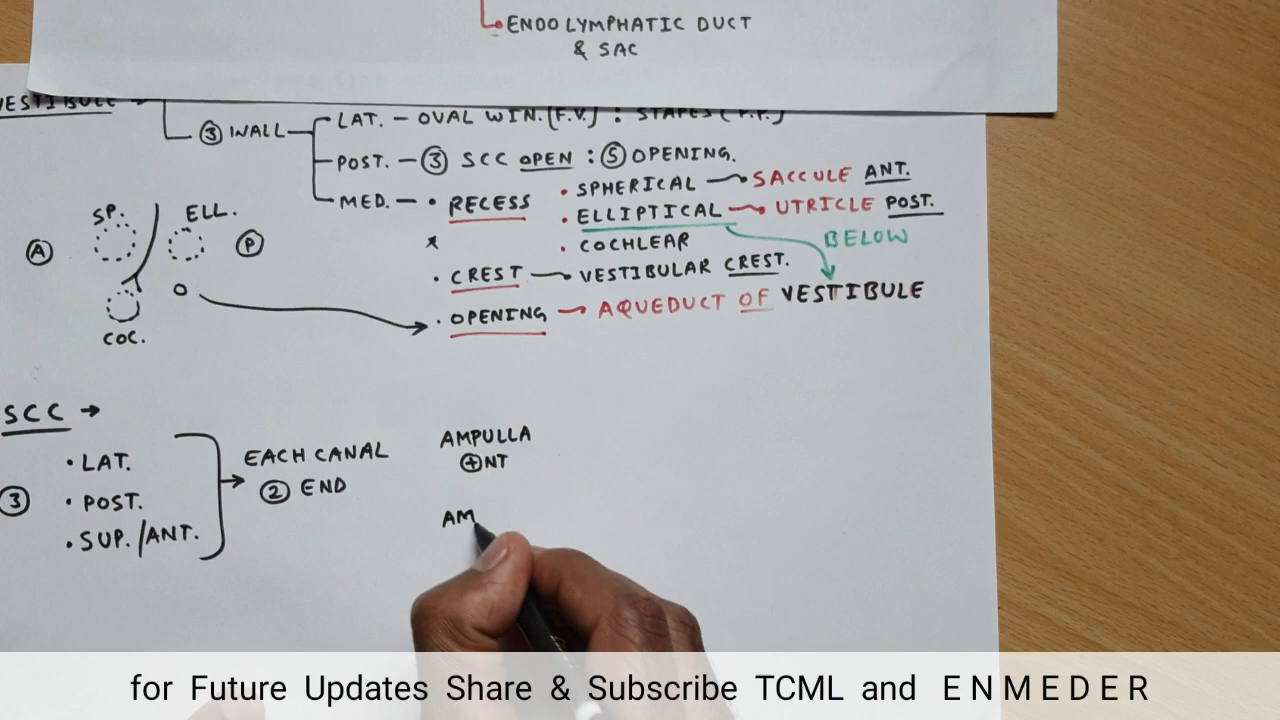 ENDOLYMPHATIC DUCT
& SAC
VESTIBULE
③ WALL
LAT. - OVAL WIN. (F.V.) : STAPES (F.P.)
POST. - ③ SCC OPEN : ⑤ OPENING.
MED. - • RECESS
• SPHERICAL → SACCULE ANT.
• ELLIPTICAL → UTRICLE POST.
• COCHLEAR
BELOW
• CREST → VESTIBULAR CREST.
• OPENING → AQUEDUCT OF VESTIBULE
SP. ELL.
Ⓐ Ⓟ
COC.
SCC →
③
• LAT.
• POST.
• SUP./ANT.
EACH CANAL
② END
AMPULLA
⊕NT
AM
for Future Updates Share & Subscribe TCML and E N M E D E R